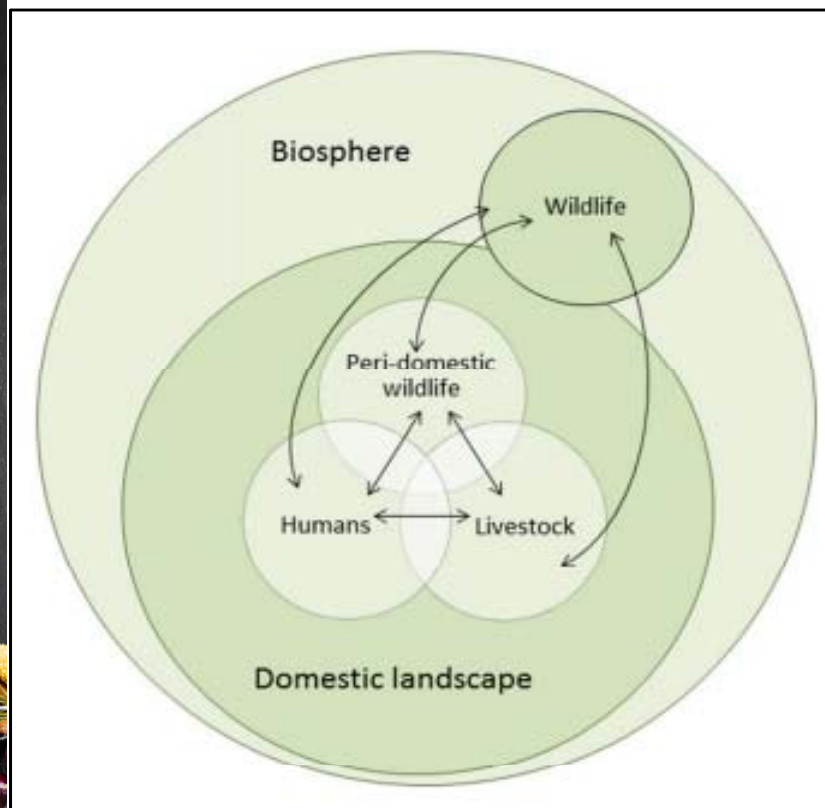 Biosphere
Wildlife
Peri-domestic
wildlife
Humans
Livestock
Domestic landscape